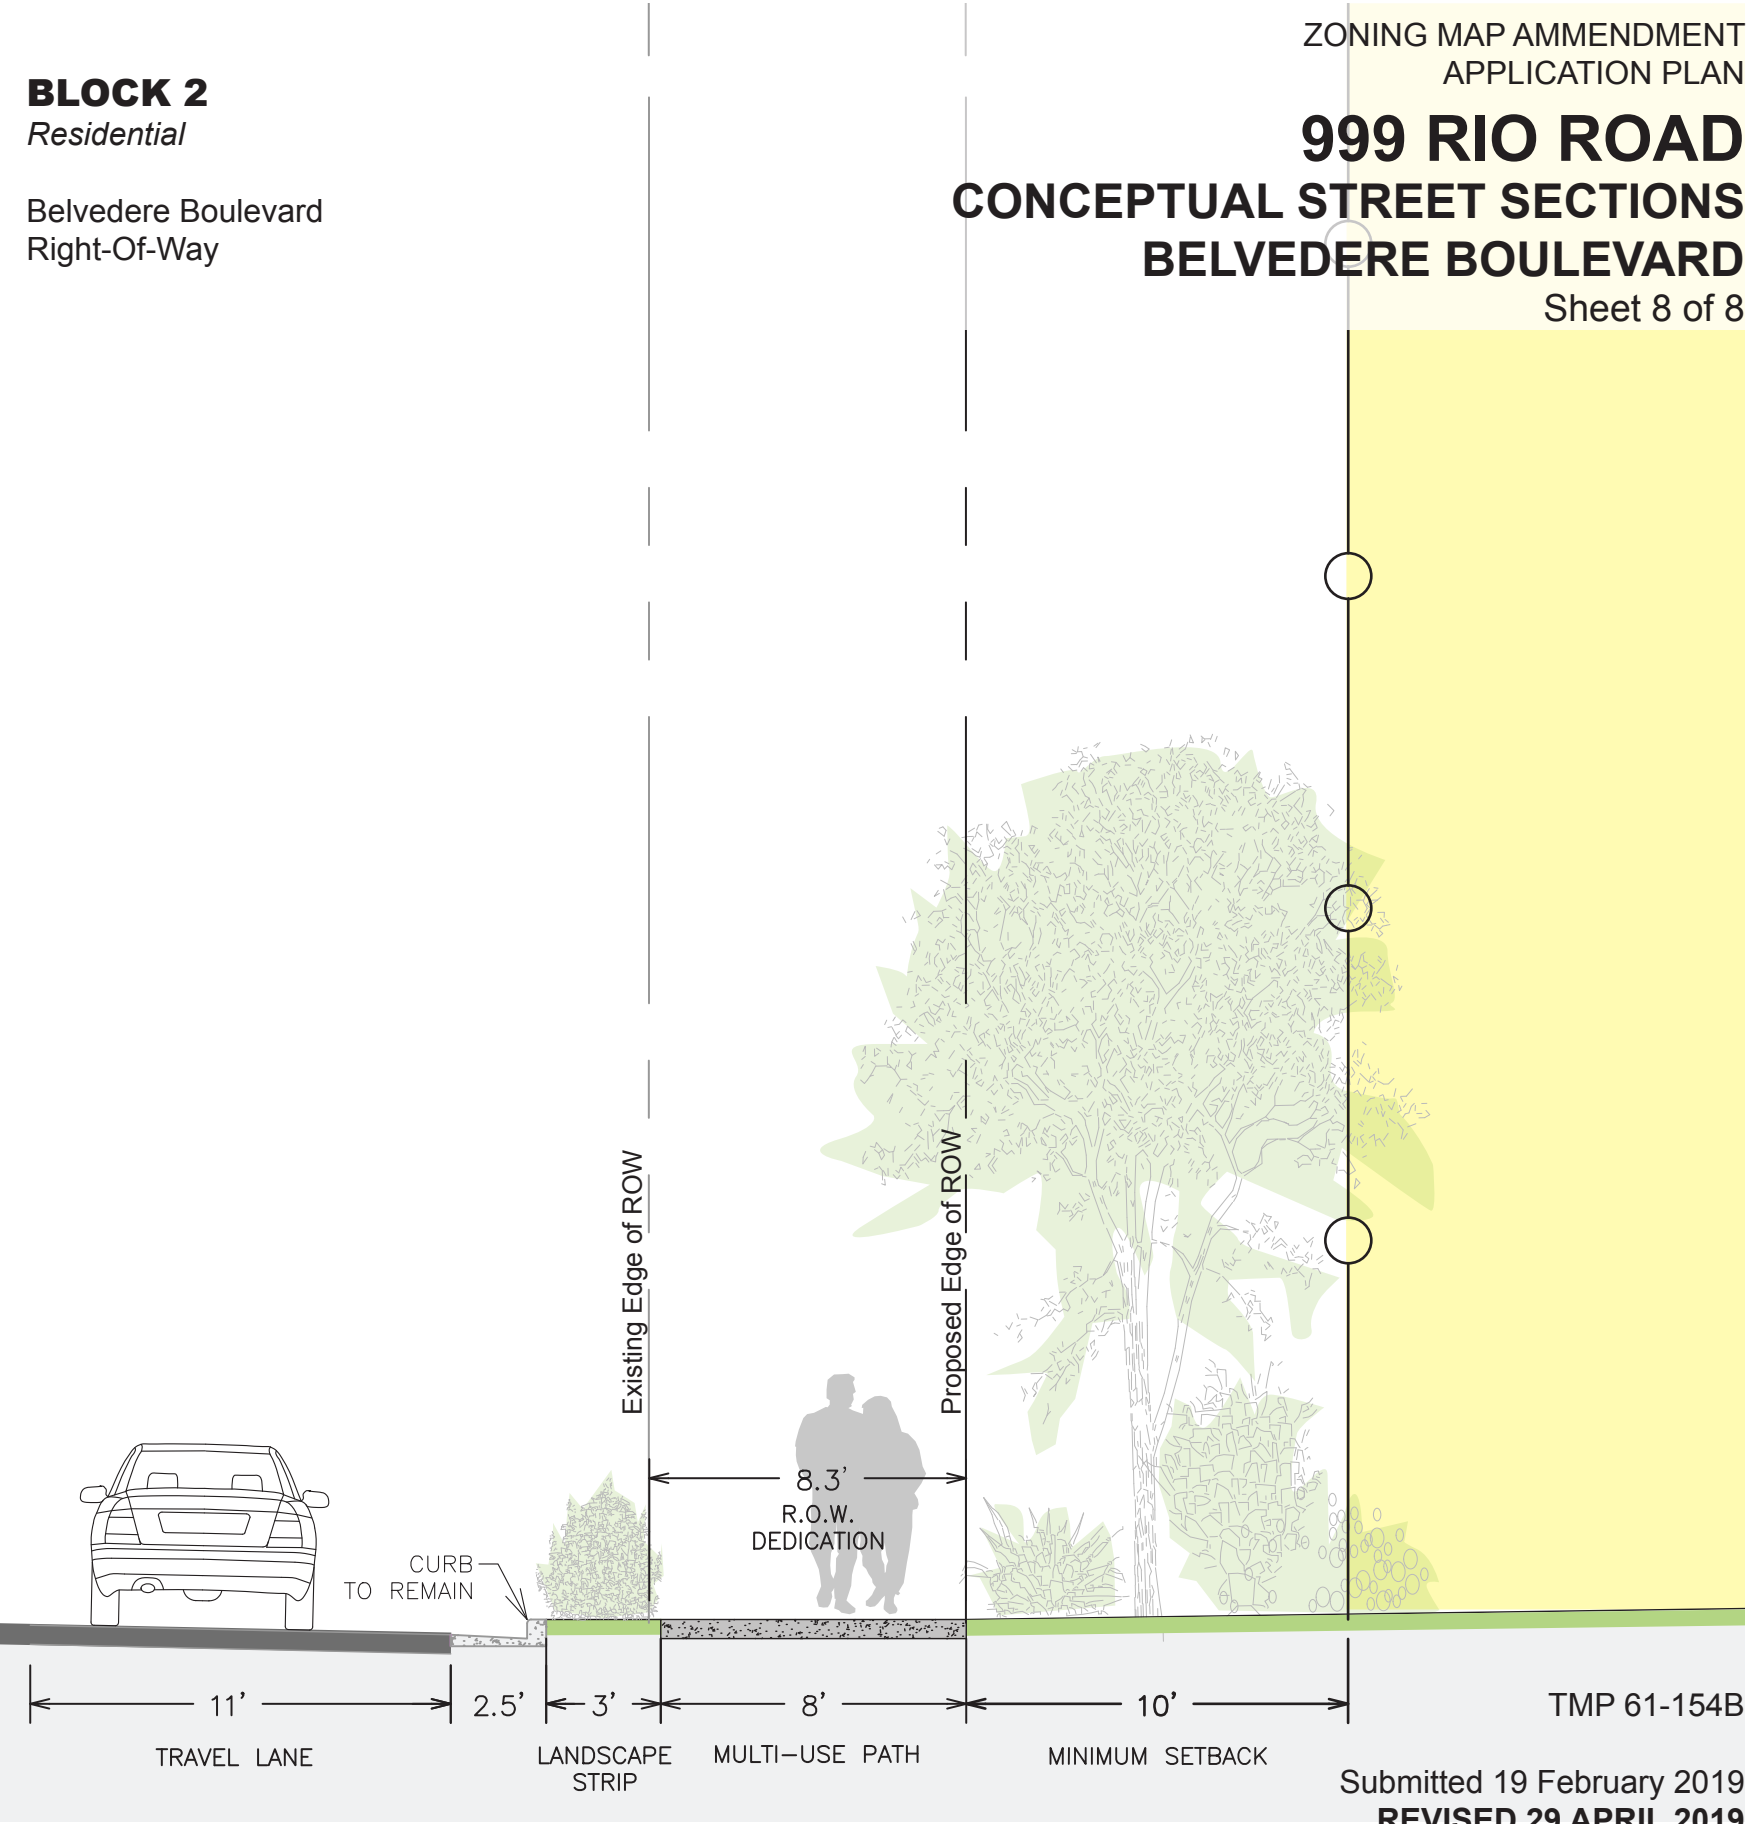 ZONING MAP AMMENDMENT
APPLICATION PLAN
999 RIO ROAD
CONCEPTUAL STREET SECTIONS
BELVEDERE BOULEVARD
Sheet 8 of 8
BLOCK 2
Residential
Belvedere Boulevard
Right-Of-Way
Existing Edge of ROW
Proposed Edge of ROW
8.3'
R.O.W.
DEDICATION
CURB
TO REMAIN
11'
2.5'
3'
8'
10'
TRAVEL LANE
LANDSCAPE
STRIP
MULTI-USE PATH
MINIMUM SETBACK
TMP 61-154B
Submitted 19 February 2019
REVISED 29 APRIL 2019